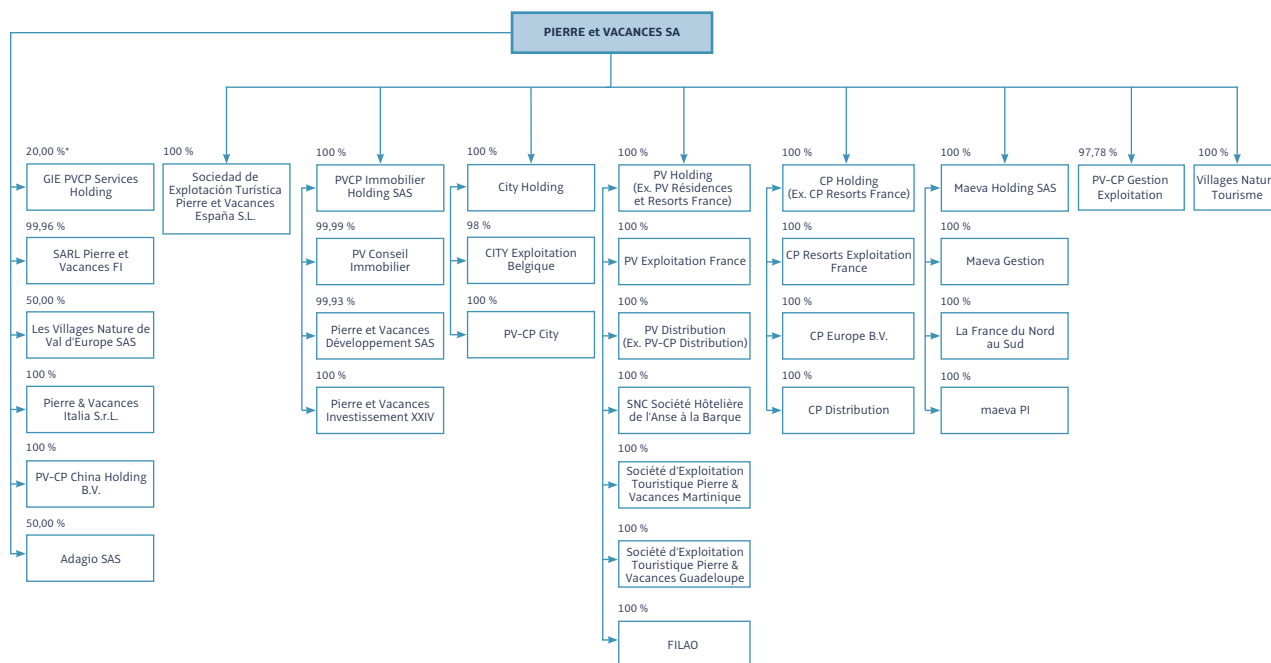 PIERRE et VACANCES SA
20,00 %*
GIE PVCP Services
Holding
99,96 %
SARL Pierre et
Vacances FI
50,00 %
Les Villages Nature de
Val d'Europe SAS
100 %
Pierre & Vacances
Italia S.r.L.
100 %
PV-CP China Holding
B.V.
50,00 %
Adagio SAS
100 %
Sociedad de
Explotación Turística
Pierre et Vacances
España S.L.
100 %
PVCP Immobilier
Holding SAS
99,99 %
PV Conseil
Immobilier
99,93 %
Pierre et Vacances
Développement SAS
100 %
Pierre et Vacances
Investissement XXIV
100 %
City Holding
98 %
CITY Exploitation
Belgique
100 %
PV-CP City
100 %
PV Holding
(Ex. PV Résidences
et Resorts France)
100 %
PV Exploitation France
100 %
PV Distribution
(Ex. PV-CP Distribution)
100 %
SNC Société Hôtelière
de l'Anse à la Barque
100 %
Société d'Exploitation
Touristique Pierre &
Vacances Martinique
100 %
Société d'Exploitation
Touristique Pierre &
Vacances Guadeloupe
100 %
FILAO
100 %
CP Holding
(Ex. CP Resorts France)
100 %
CP Resorts Exploitation
France
100 %
CP Europe B.V.
100 %
CP Distribution
100 %
Maeva Holding SAS
100 %
Maeva Gestion
100 %
La France du Nord
au Sud
100 %
maeva PI
97,78 %
PV-CP Gestion
Exploitation
100 %
Villages Natur
Tourisme